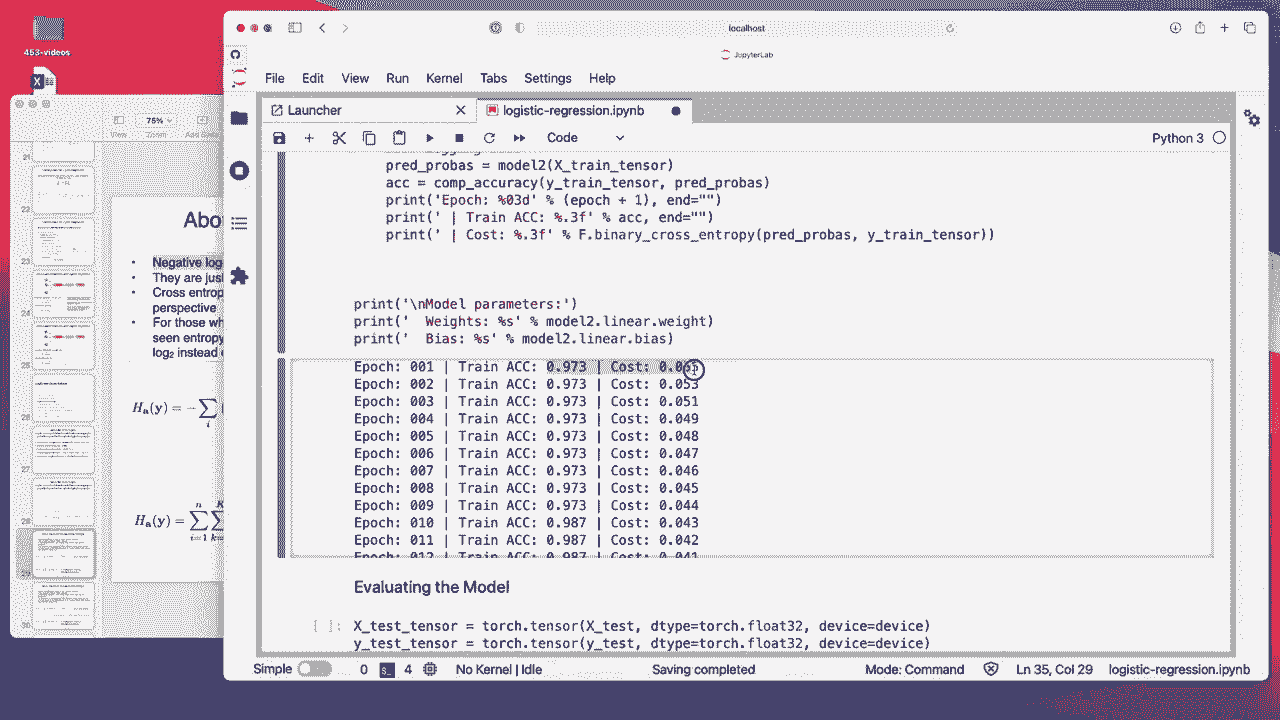 localhost
JupyterLab
453-videos
File Edit View Run Kernel Tabs Settings Help
Launcher
logistic-regression.ipynb
Code
Python 3
75%
View Zoom
pred_probas = model2(X_train_tensor)
acc = comp_accuracy(y_train_tensor, pred_probas)
print('Epoch: %03d' % (epoch + 1), end="")
print(' | Train ACC: %.3f' % acc, end="")
print(' | Cost: %.3f' % F.binary_cross_entropy(pred_probas, y_train_tensor))
print('\nModel parameters:')
print('  Weights: %s' % model2.linear.weight)
print('  Bias: %s' % model2.linear.bias)
Epoch: 001 | Train ACC: 0.973 | Cost:
Epoch: 002 | Train ACC: 0.973 | Cost: 0.053
Epoch: 003 | Train ACC: 0.973 | Cost: 0.051
Epoch: 004 | Train ACC: 0.973 | Cost: 0.049
Epoch: 005 | Train ACC: 0.973 | Cost: 0.048
Epoch: 006 | Train ACC: 0.973 | Cost: 0.047
Epoch: 007 | Train ACC: 0.973 | Cost: 0.046
Epoch: 008 | Train ACC: 0.973 | Cost: 0.045
Epoch: 009 | Train ACC: 0.973 | Cost: 0.044
Epoch: 010 | Train ACC: 0.987 | Cost: 0.043
Epoch: 011 | Train ACC: 0.987 | Cost: 0.042
Epoch: 012 | Train ACC: 0.987 | Cost: 0.041
Evaluating the Model
[ ]: X_test_tensor = torch.tensor(X_test, dtype=torch.float32, device=device)
y_test_tensor = torch.tensor(y_test, dtype=torch.float32, device=device)
Simple 0 4 No Kernel | Idle Saving completed Mode: Command Ln 35, Col 29 logistic-regression.ipynb
Abo
• Negative log
• They are jus
• Cross entrop
perspective
• For those wh
seen entropy
log₂ instead
Hₐ(y) = − ∑ i
Hₐ(y) = ∑ i=1 n ∑ k=1 K